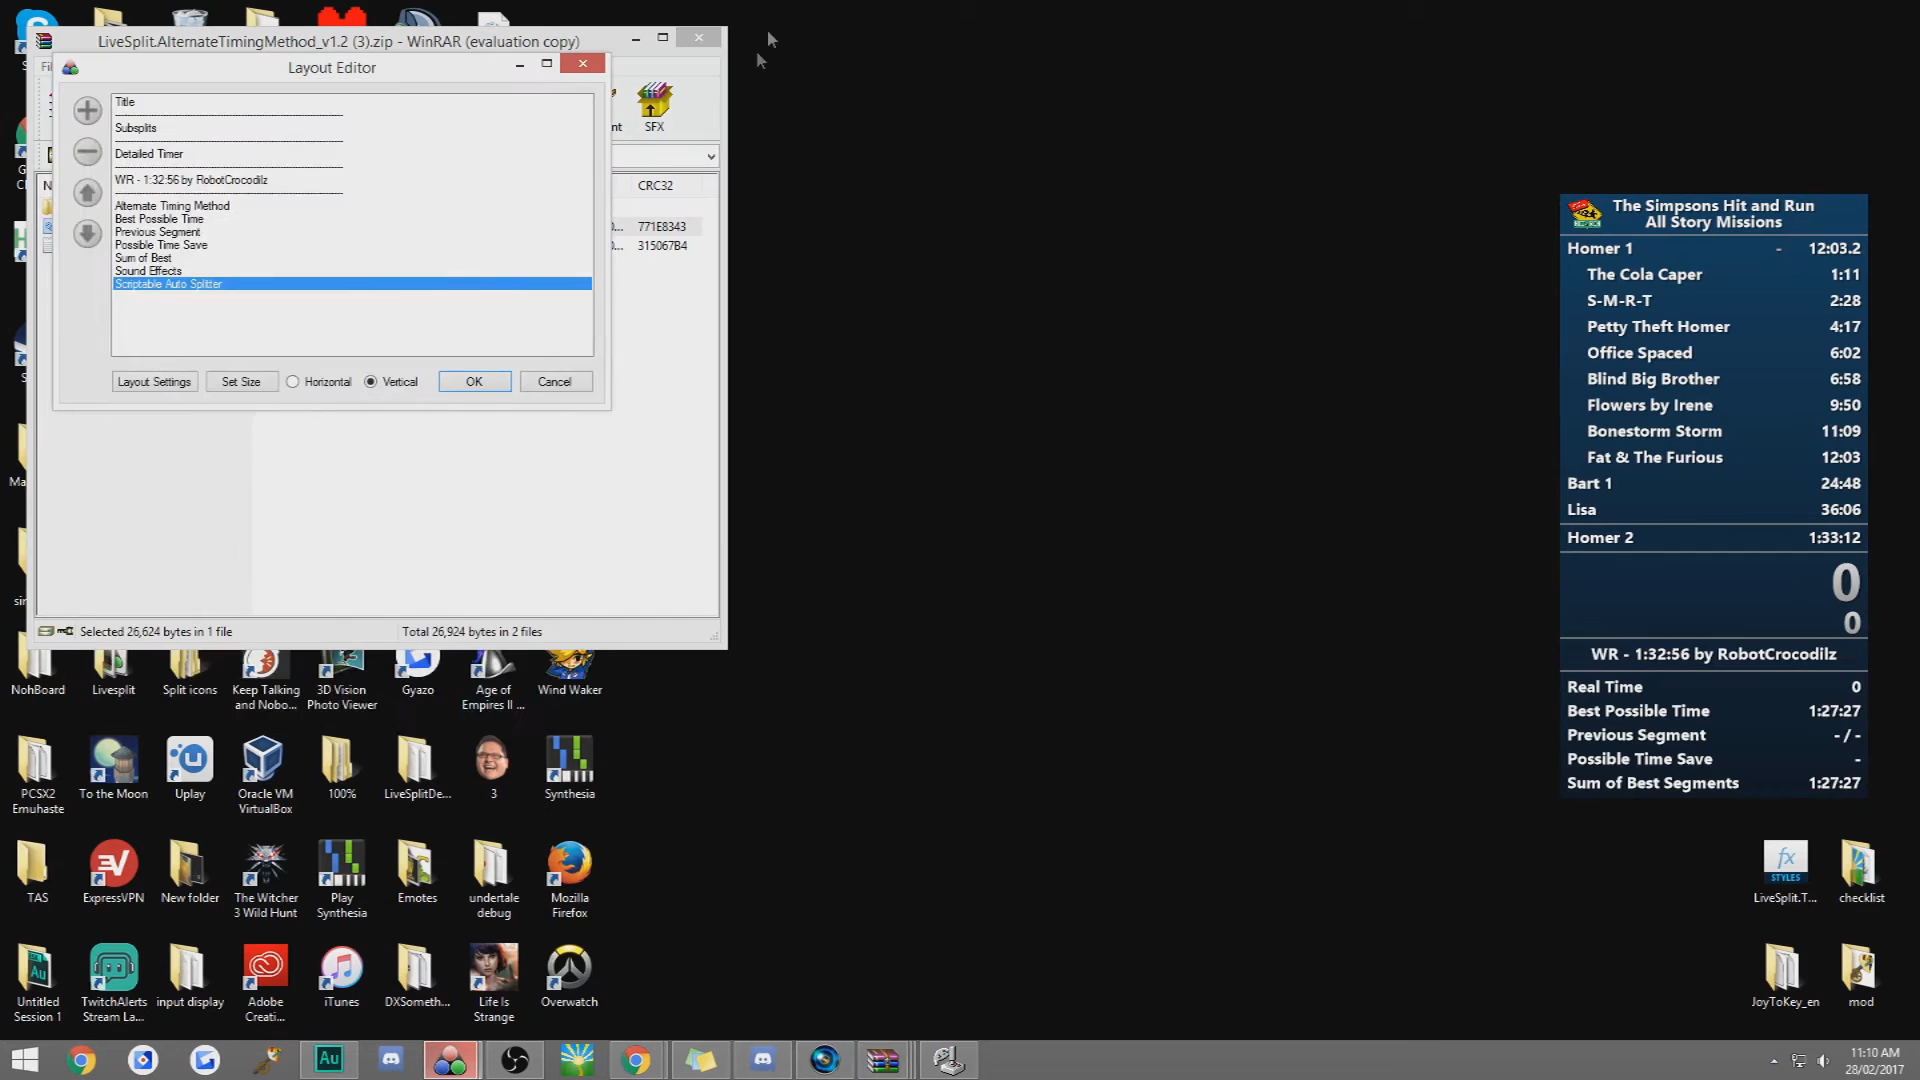 LiveSplit.AlternateTimingMethod_v1.2 (3).zip - WinRAR (evaluation copy)
Layout Editor
SFX
CRC32
771E8343
315067B4
Title
Subsplits
Detailed Timer
WR - 1:32:56 by RobotCrocodilz
Alternate Timing Method
Best Possible Time
Previous Segment
Possible Time Save
Sum of Best
Sound Effects
Scriptable Auto Splitter
Layout Settings
Set Size
Horizontal
Vertical
OK
Cancel
Selected 26,624 bytes in 1 file
Total 26,924 bytes in 2 files
The Simpsons Hit and Run
All Story Missions
Homer 1 - 12:03.2
The Cola Caper 1:11
S-M-R-T 2:28
Petty Theft Homer 4:17
Office Spaced 6:02
Blind Big Brother 6:58
Flowers by Irene 9:50
Bonestorm Storm 11:09
Fat & The Furious 12:03
Bart 1 24:48
Lisa 36:06
Homer 2 1:33:12
0
0
WR - 1:32:56 by RobotCrocodilz
Real Time 0
Best Possible Time 1:27:27
Previous Segment - / -
Possible Time Save -
Sum of Best Segments 1:27:27
NohBoard
Livesplit
Split icons
Keep Talking
and Nobo...
3D Vision
Photo Viewer
Gyazo
Age of
Empires II ...
Wind Waker
PCSX2
Emuhaste
To the Moon
Uplay
Oracle VM
VirtualBox
100%
LiveSplitDe...
3
Synthesia
TAS
ExpressVPN
New folder
The Witcher
3 Wild Hunt
Play
Synthesia
Emotes
undertale
debug
Mozilla
Firefox
fx
STYLES
LiveSplit.T...
checklist
Untitled
Session 1
TwitchAlerts
Stream La...
input display
Adobe
Creati...
iTunes
DXSometh...
Life Is
Strange
Overwatch
JoyToKey_en
mod
Au
11:10 AM
28/02/2017